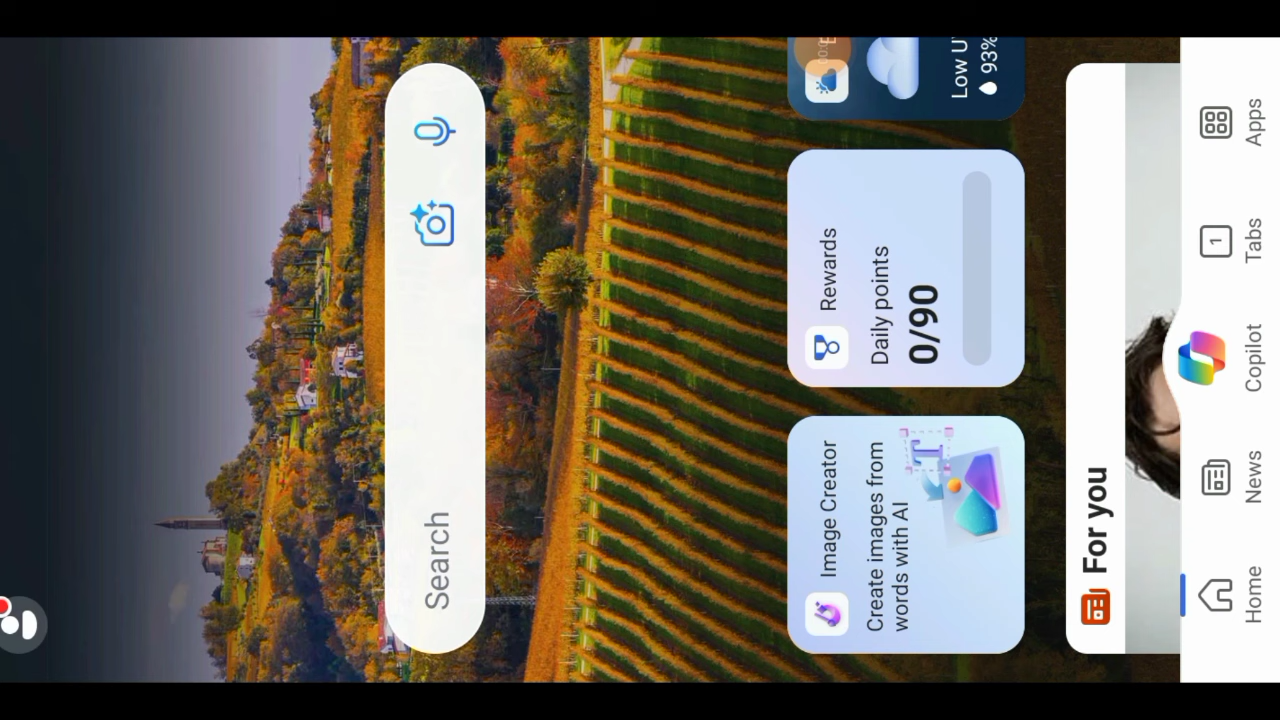 Search
Image Creator
Create images from
words with AI
Rewards
Daily points
0/90
Low U
93%
For you
Home
News
Copilot
1
Tabs
Apps